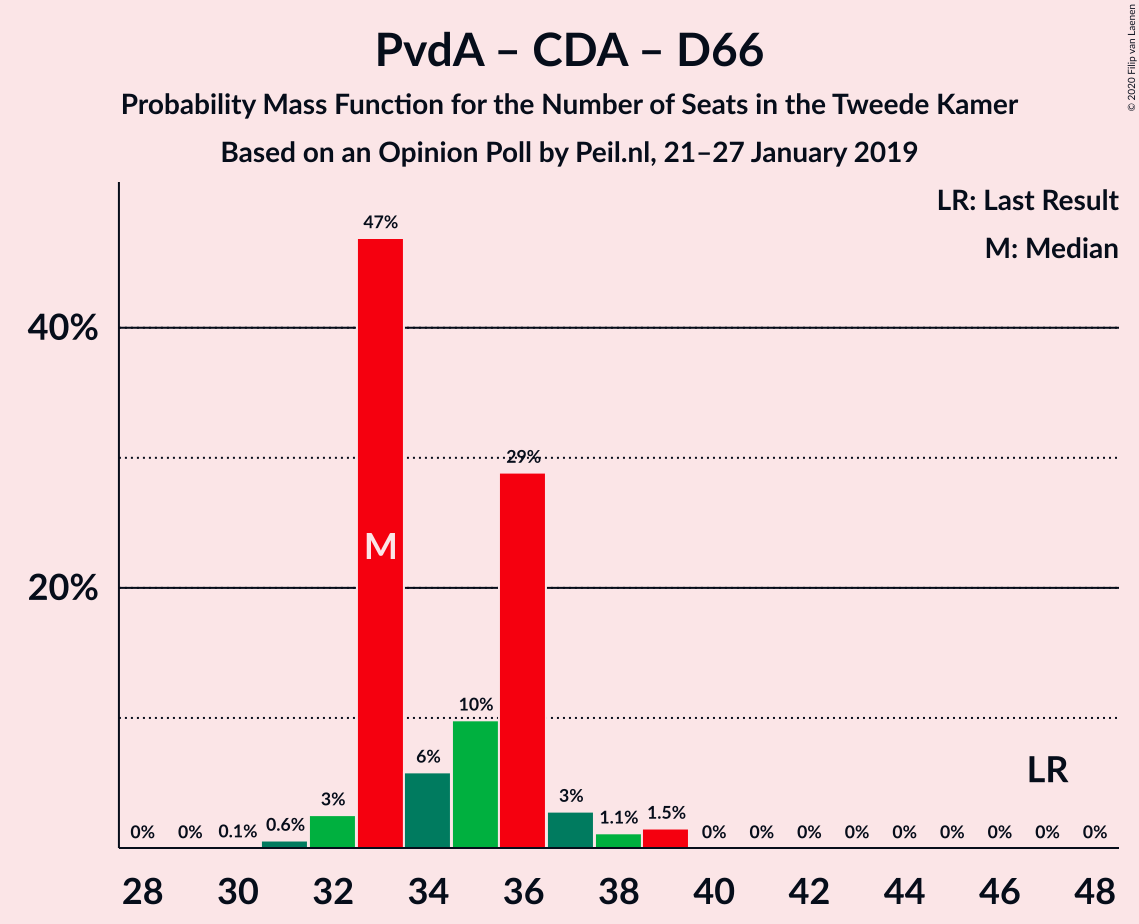 PvdA – CDA – D66
Probability Mass Function for the Number of Seats in the Tweede Kamer
Based on an Opinion Poll by Peil.nl, 21–27 January 2019
© 2020 Filip van Laenen
LR: Last Result
M: Median
47%
40%
29%
M
20%
10%
6%
LR
3%
3%
1.5%
1.1%
0.6%
0% 0% 0.1% 0% 0% 0% 0% 0% 0% 0% 0% 0%
28 30 32 34 36 38 40 42 44 46 48